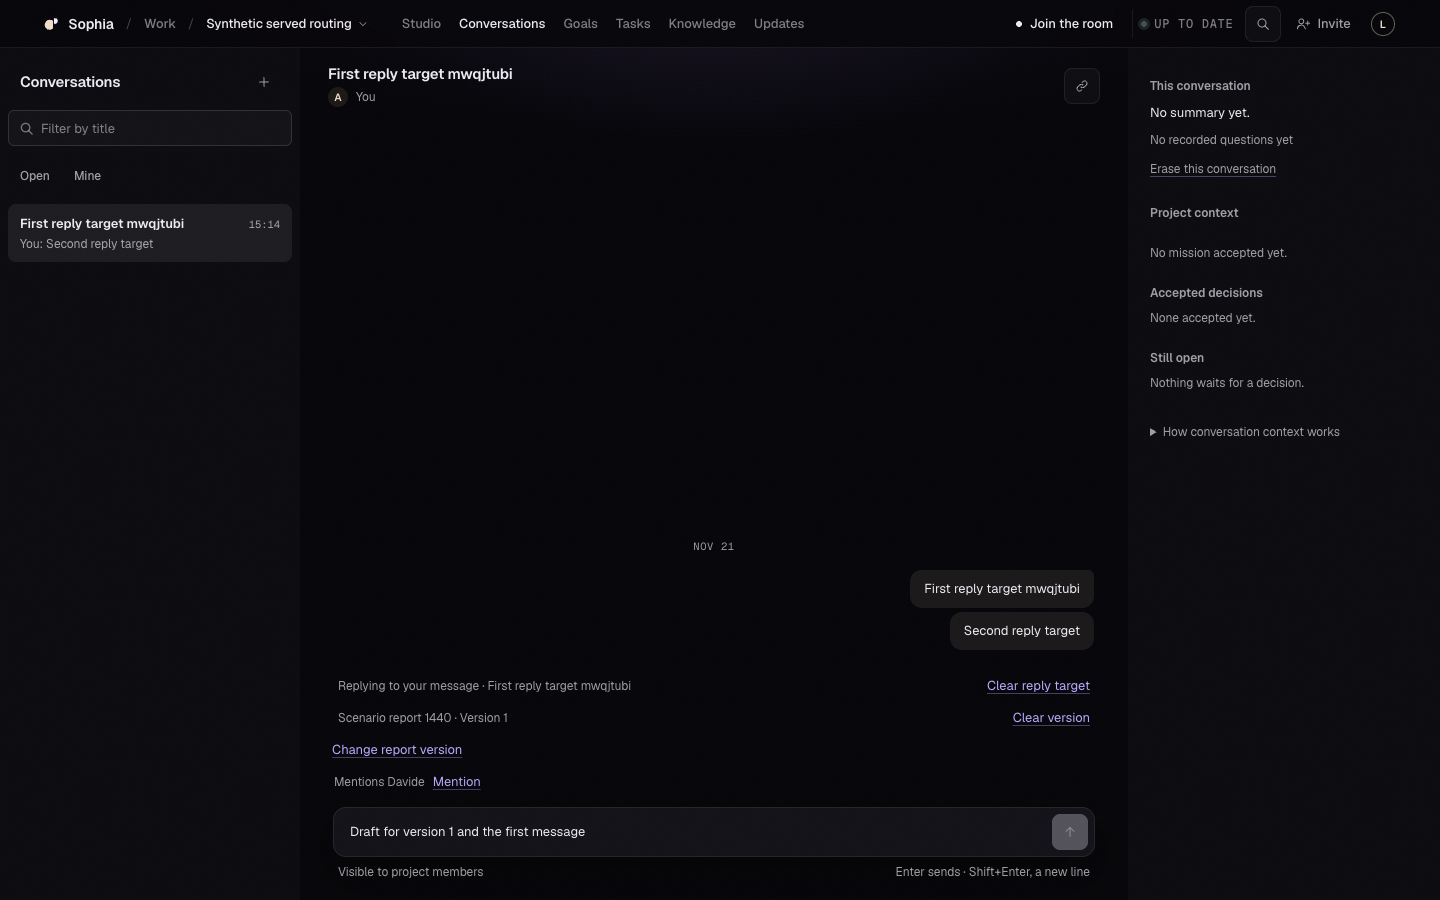 Sophia / Work / Synthetic served routing Studio Conversations Goals Tasks Knowledge Updates Join the room UP TO DATE Invite L
Conversations
Filter by title
Open Mine
First reply target mwqjtubi 15:14
You: Second reply target
First reply target mwqjtubi
A You
NOV 21
First reply target mwqjtubi
Second reply target
Replying to your message · First reply target mwqjtubi Clear reply target
Scenario report 1440 · Version 1 Clear version
Change report version
Mentions Davide Mention
Draft for version 1 and the first message
Visible to project members Enter sends · Shift+Enter, a new line
This conversation
No summary yet.
No recorded questions yet
Erase this conversation
Project context
No mission accepted yet.
Accepted decisions
None accepted yet.
Still open
Nothing waits for a decision.
How conversation context works